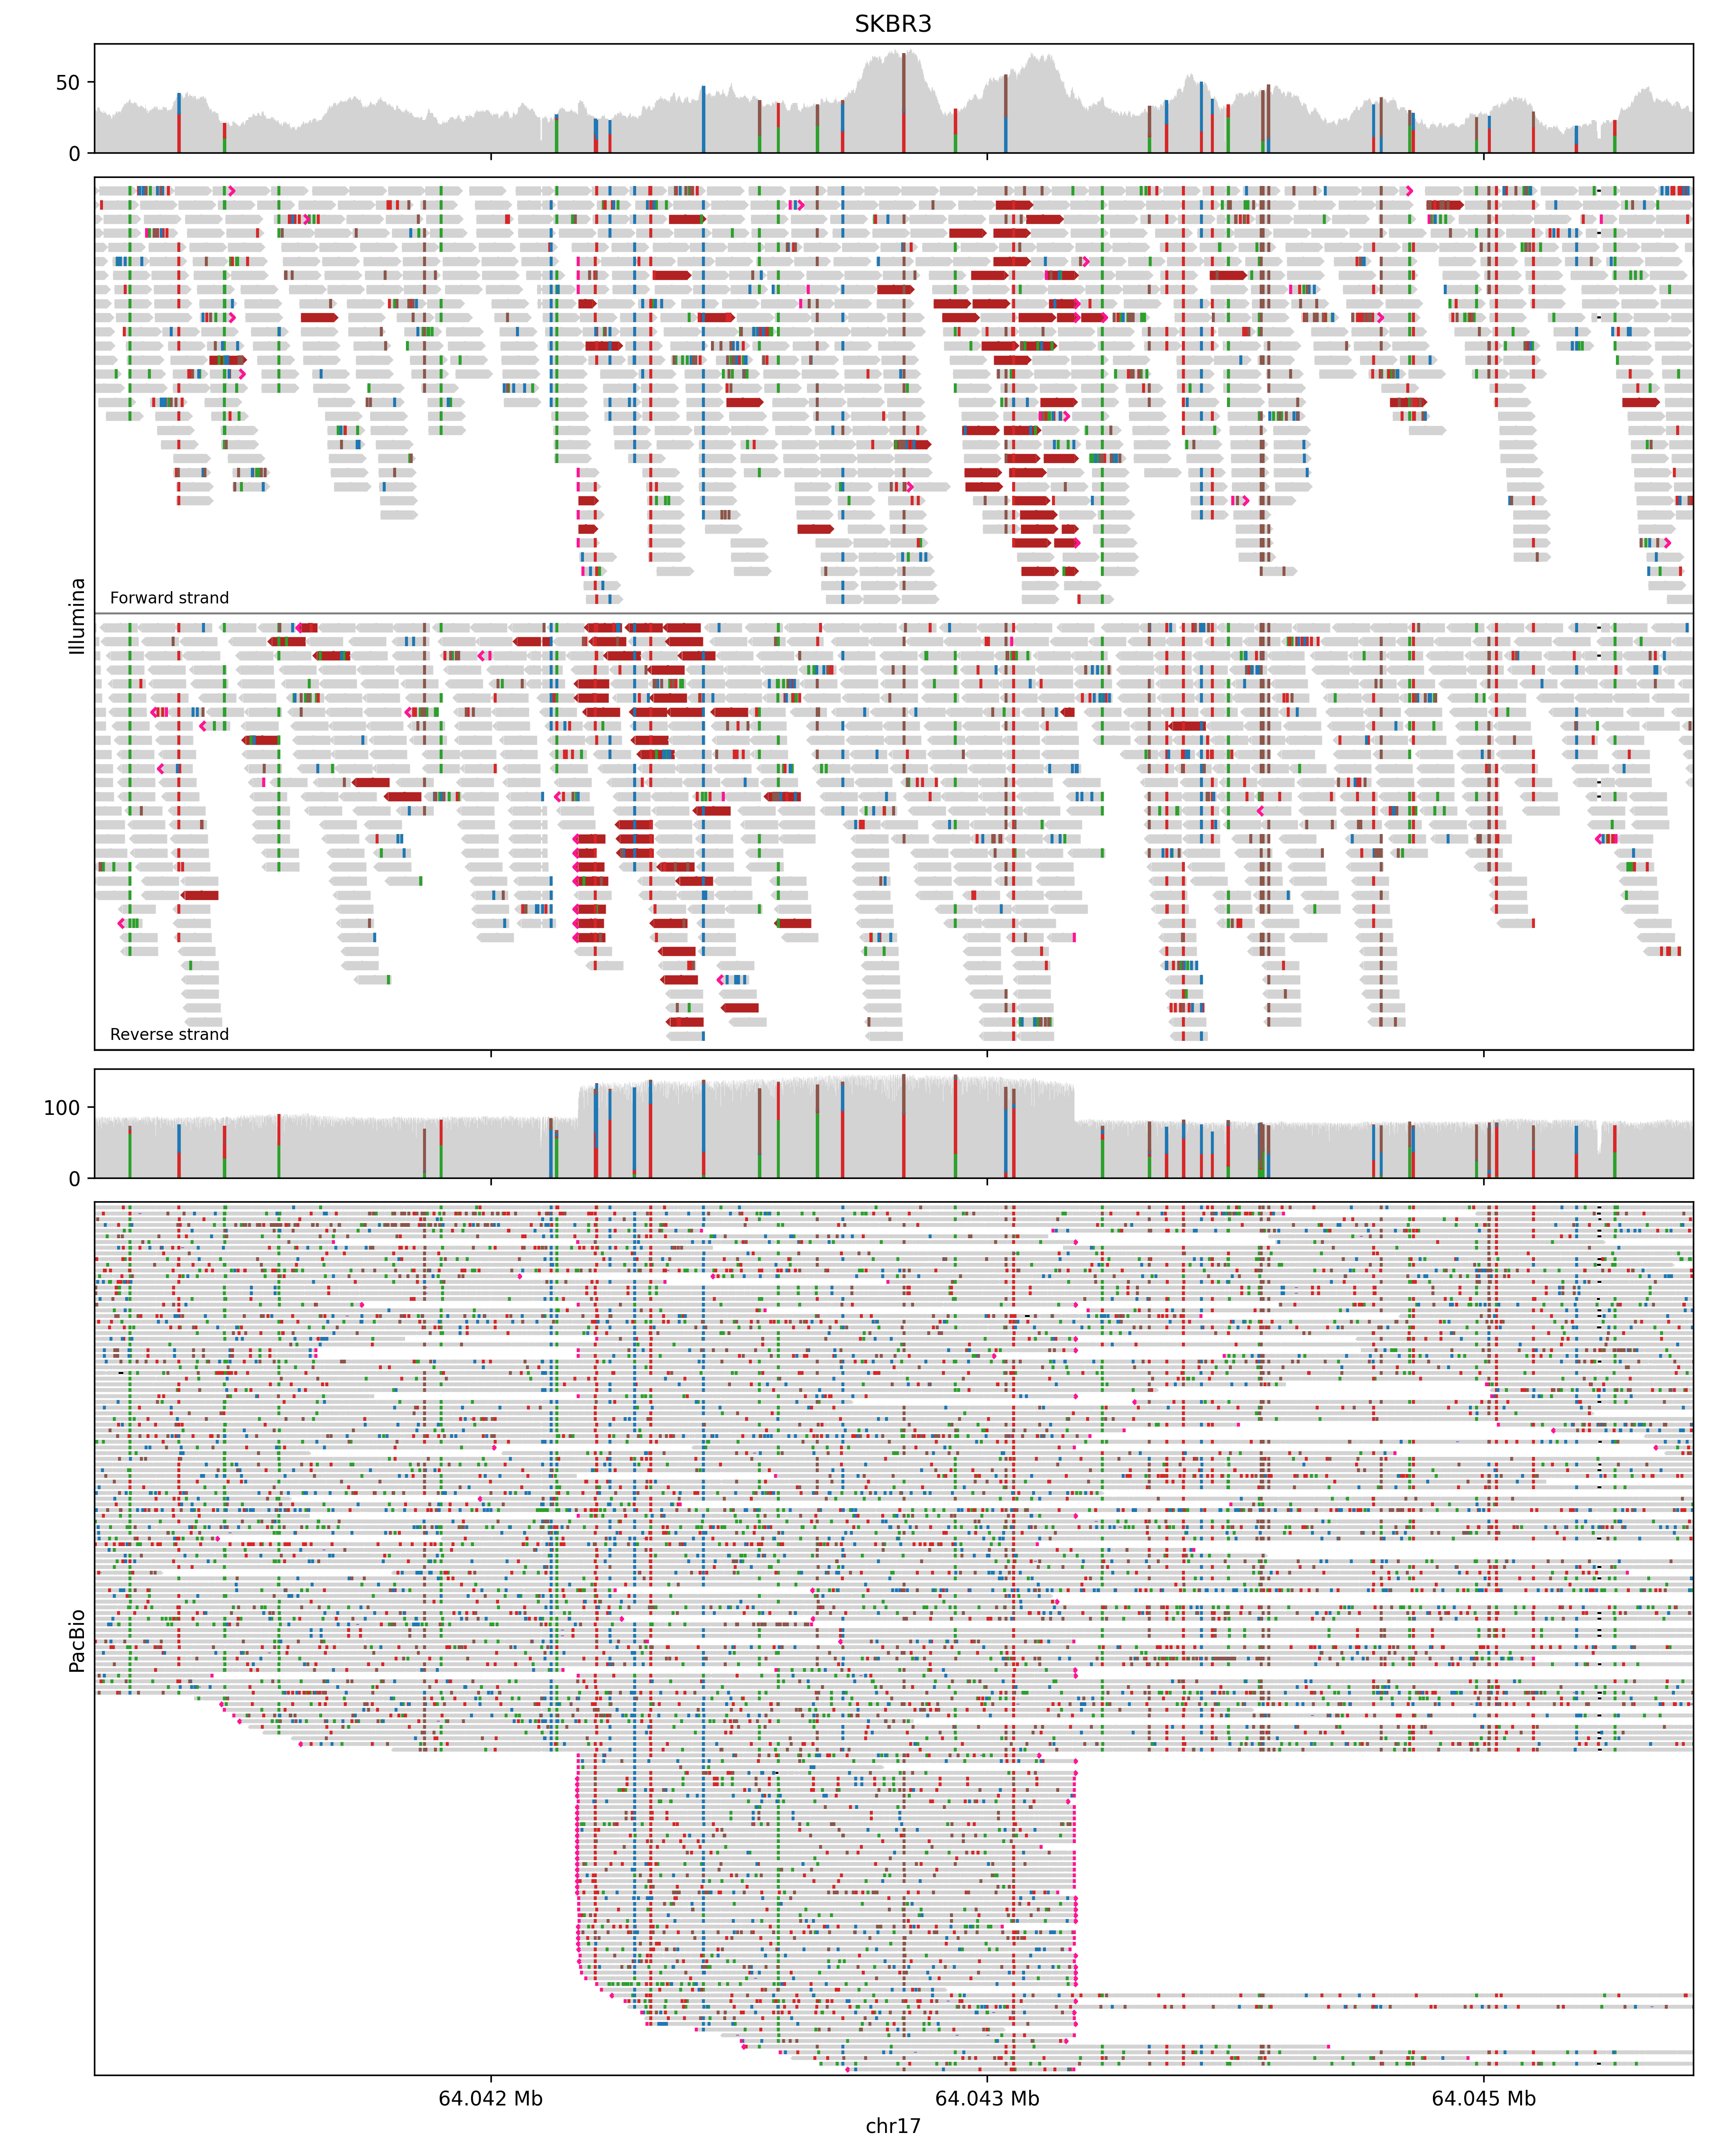 SKBR3
50
0
Illumina
Forward strand
Reverse strand
100
0
PacBio
64.042 Mb
64.043 Mb
64.045 Mb
chr17